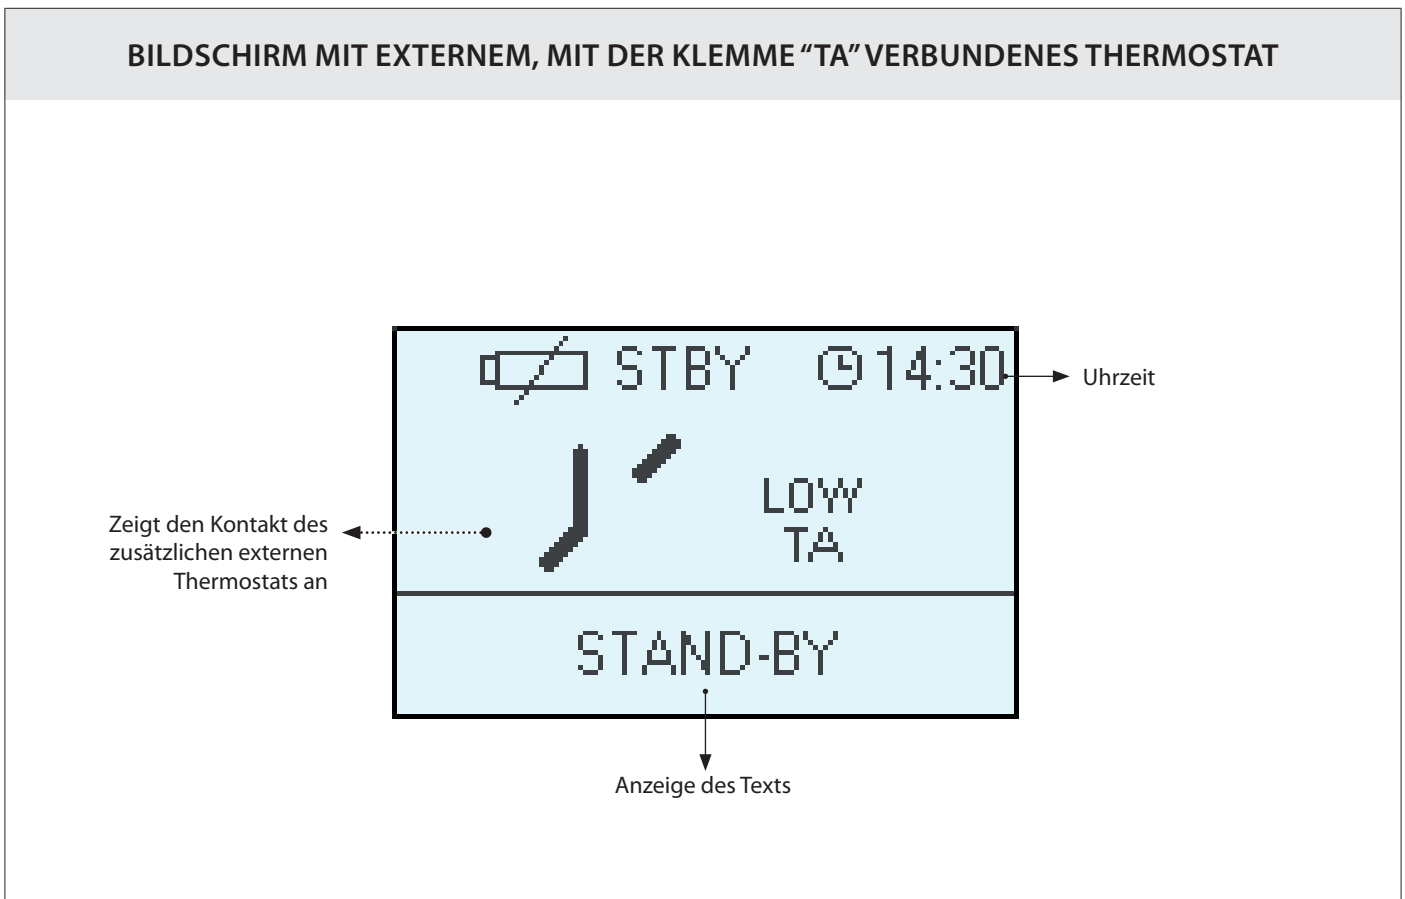 BILDSCHIRM MIT EXTERNEM, MIT DER KLEMME “TA” VERBUNDENES THERMOSTAT
STBY 14:30
Uhrzeit
LOW
TA
Zeigt den Kontakt des
zusätzlichen externen
Thermostats an
STAND-BY
Anzeige des Texts